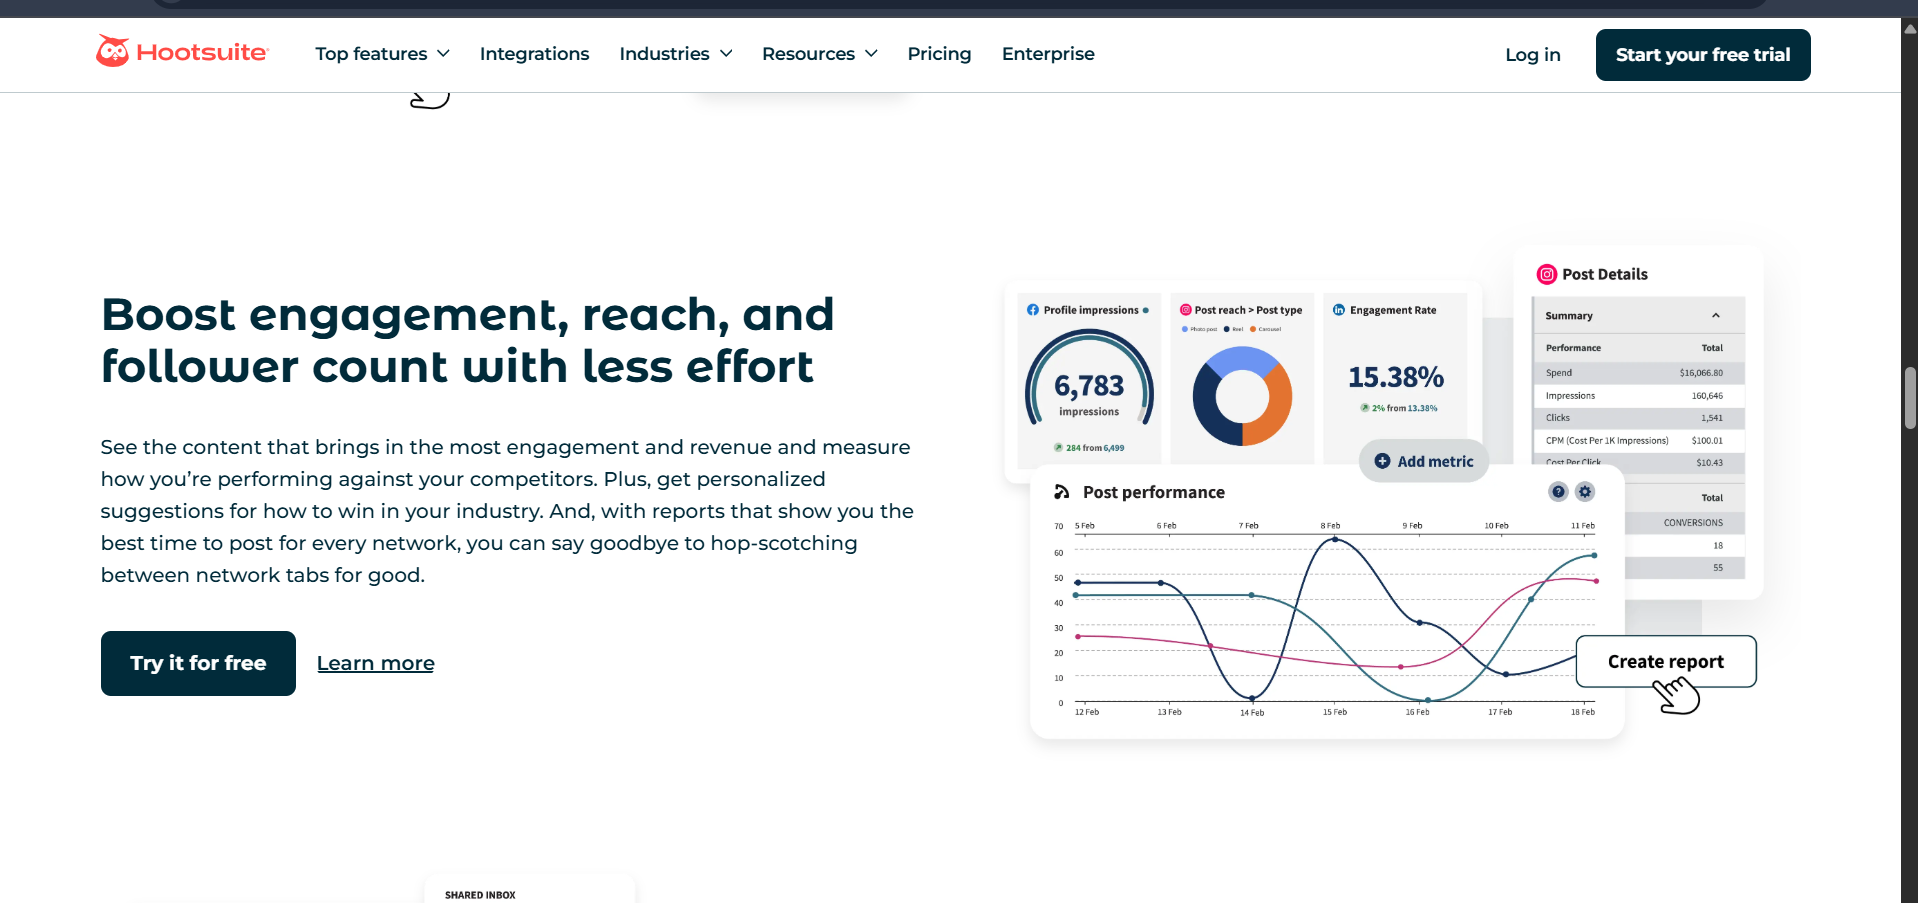 Hootsuite
Top features
Integrations
Industries
Resources
Pricing
Enterprise
Log in
Start your free trial
Boost engagement, reach, and
follower count with less effort
See the content that brings in the most engagement and revenue and measure
how you’re performing against your competitors. Plus, get personalized
suggestions for how to win in your industry. And, with reports that show you the
best time to post for every network, you can say goodbye to hop-scotching
between network tabs for good.
Try it for free
Learn more
Profile impressions
6,783
impressions
284 from 6,499
Post reach > Post type
Photo post Reel Carousel
Engagement Rate
15.38%
2% from 13.38%
Add metric
Post Details
Summary
Performance Total
Spend $16,066.80
Impressions 160,646
Clicks 1,541
CPM (Cost Per 1K Impressions) $100.01
Cost Per Click $10.43
Total
CONVERSIONS
18
55
Post performance
5 Feb 6 Feb 7 Feb 8 Feb 9 Feb 10 Feb 11 Feb
70
60
50
40
30
20
10
0
12 Feb 13 Feb 14 Feb 15 Feb 16 Feb 17 Feb 18 Feb
Create report
SHARED INBOX